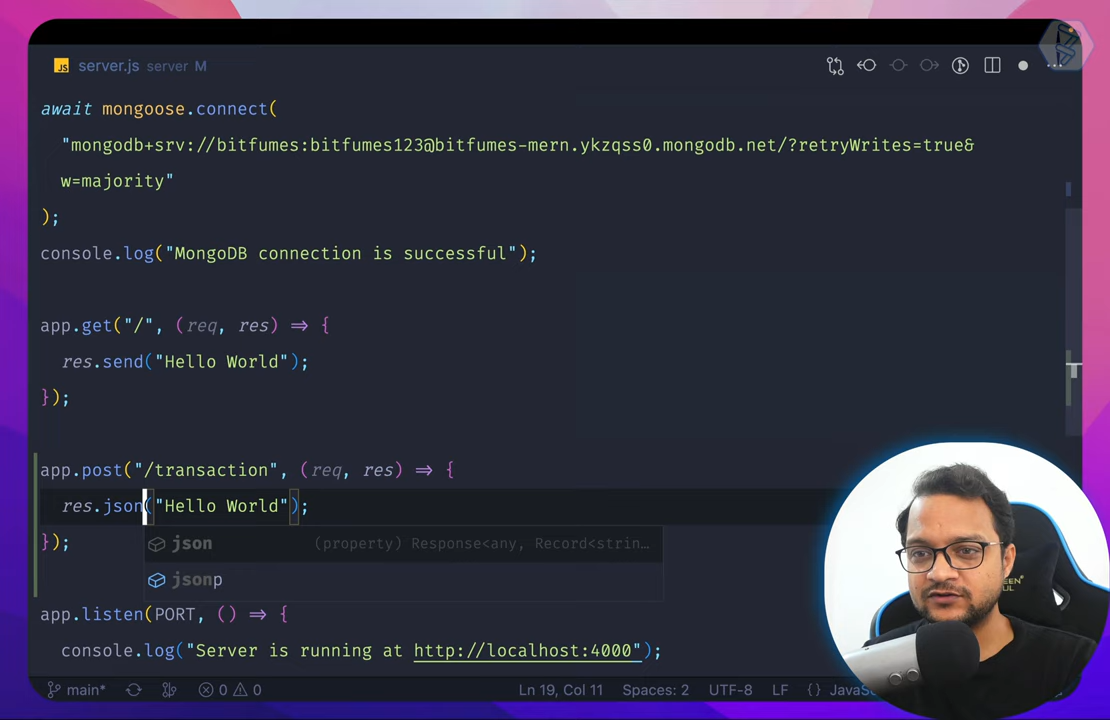 JS server.js server M
await mongoose.connect(
"mongodb+srv://bitfumes:bitfumes123@bitfumes-mern.ykzqss0.mongodb.net/?retryWrites=true&
w=majority"
);
console.log("MongoDB connection is successful");
app.get("/", (req, res) => {
res.send("Hello World");
});
app.post("/transaction", (req, res) => {
res.json("Hello World");
});
json (property) Response<any, Record<strin…
jsonp
app.listen(PORT, () => {
console.log("Server is running at http://localhost:4000");
main* 0 0 Ln 19, Col 11 Spaces: 2 UTF-8 LF {} JavaS